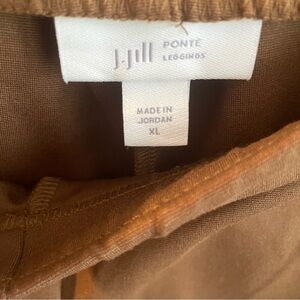 J.Jill PONTE
LEGGINGS
MADE IN
JORDAN
XL